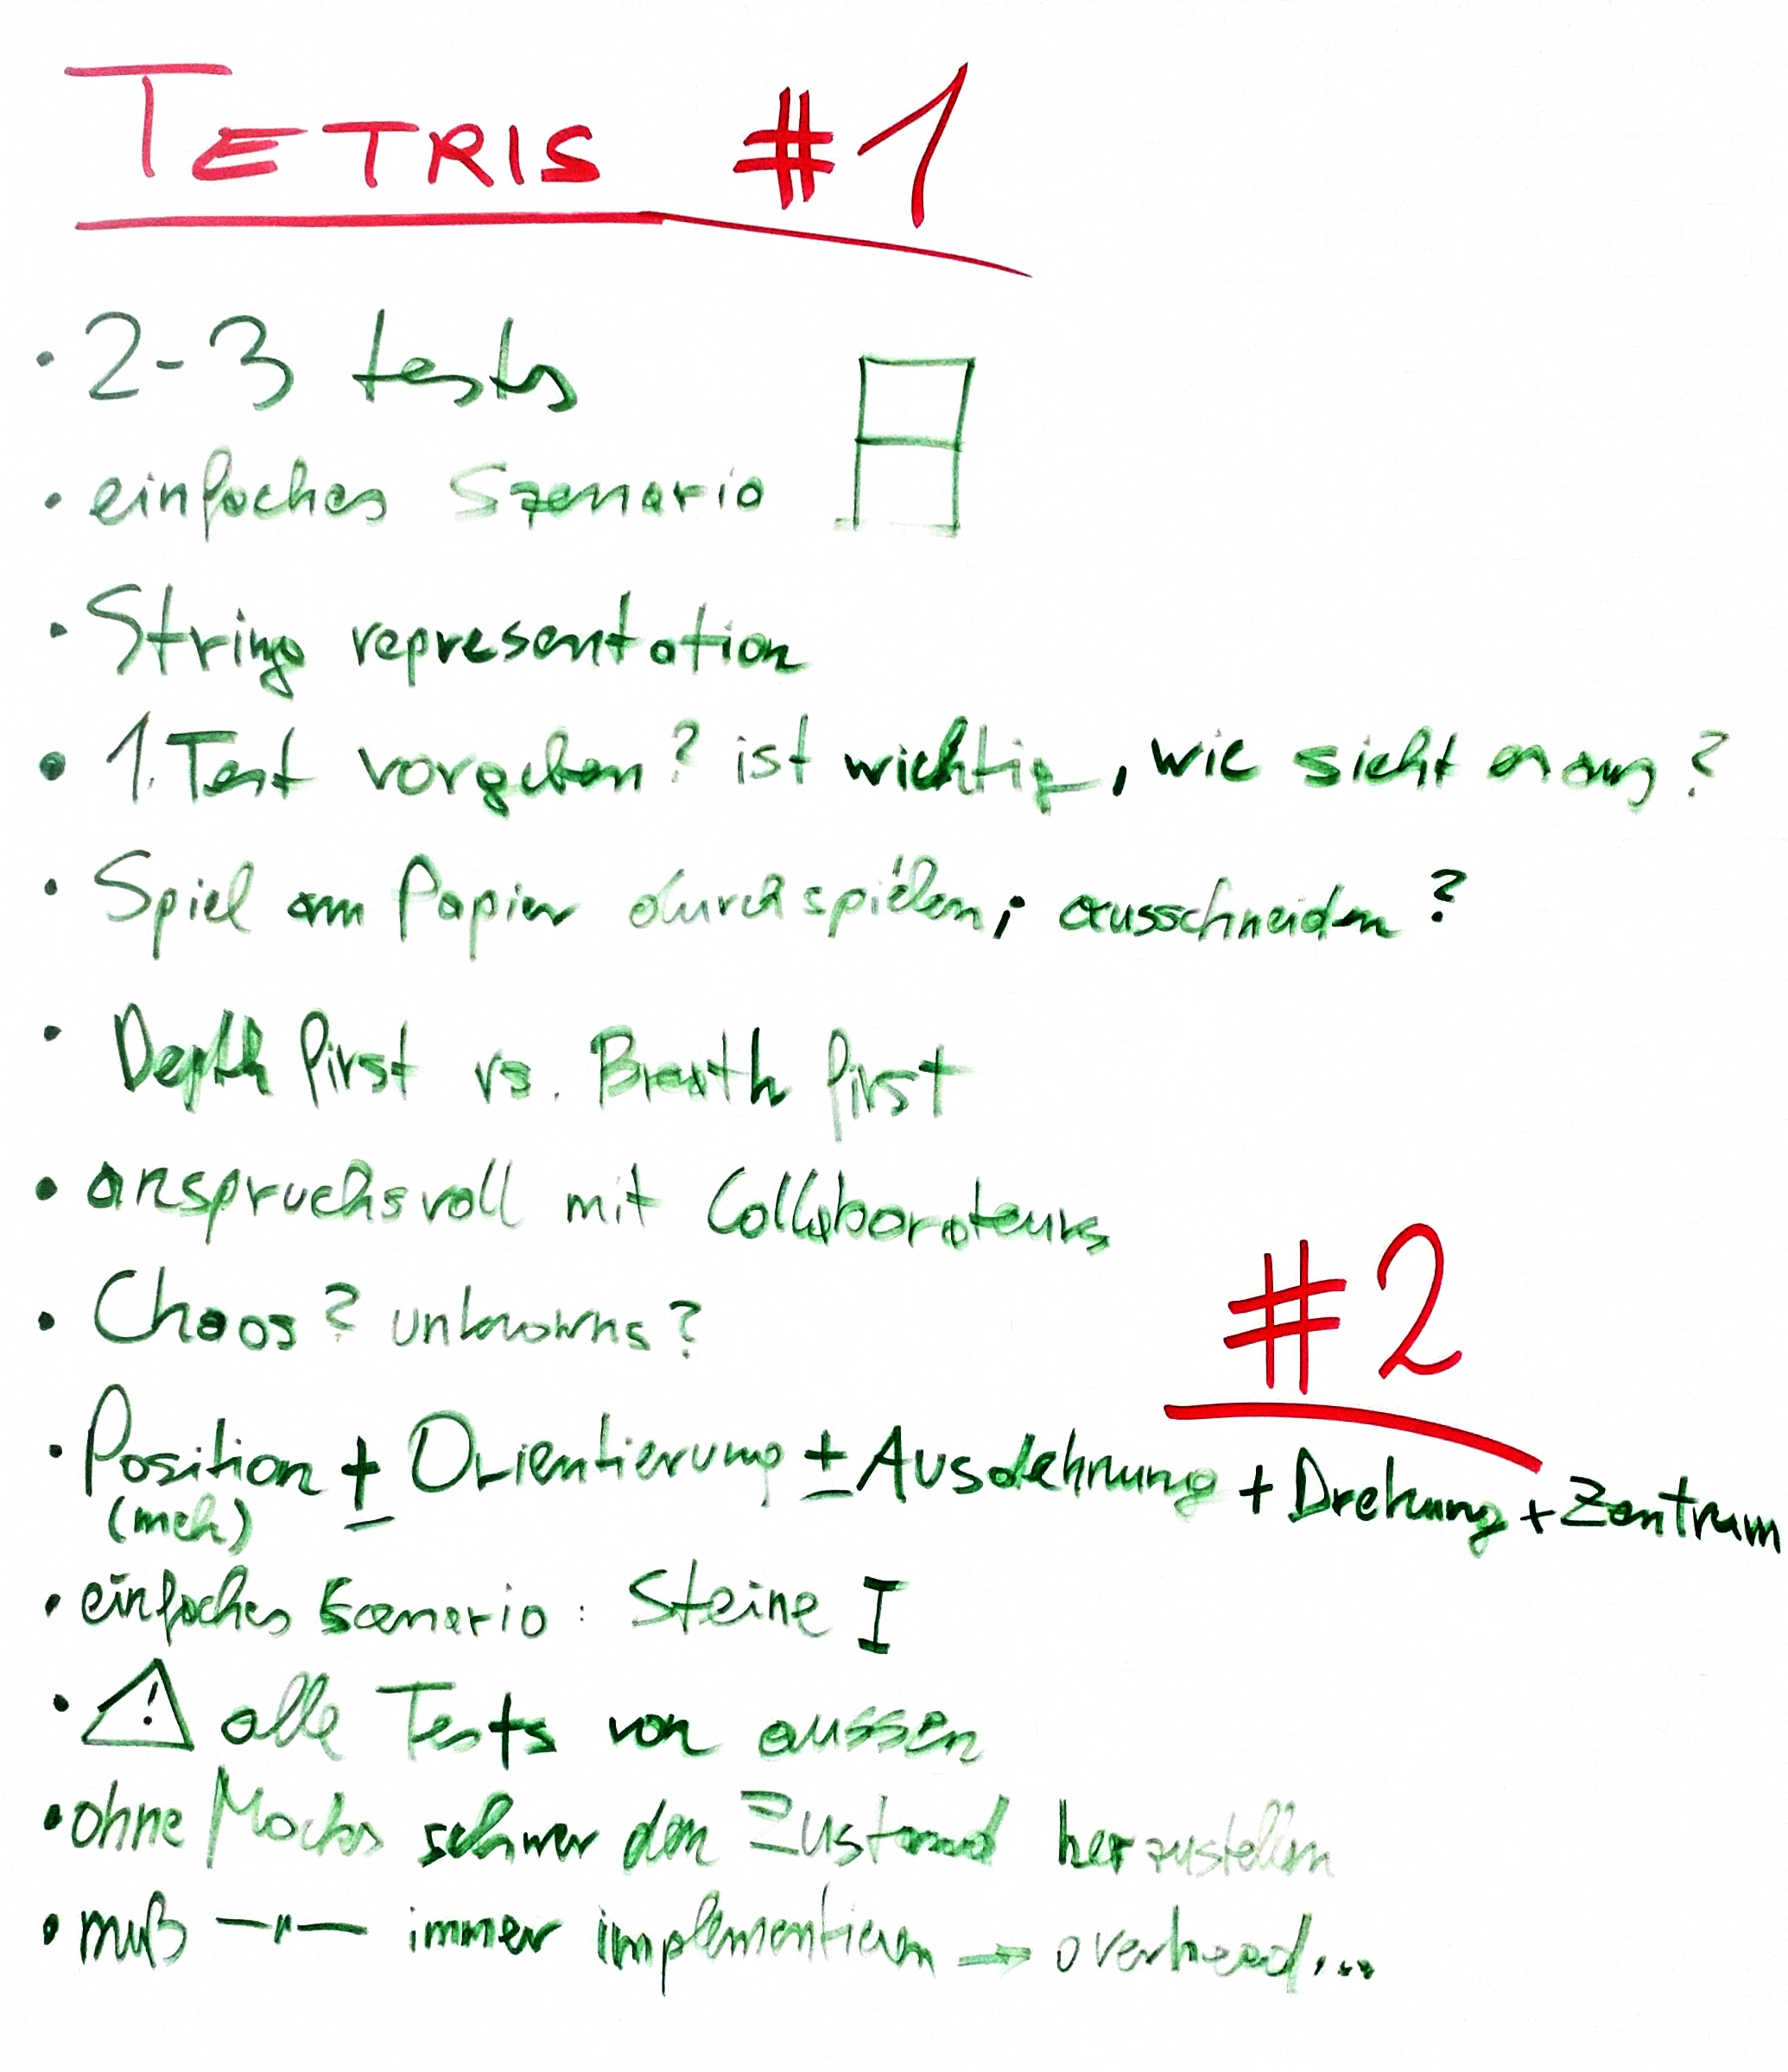 TETRIS #1
• 2-3 tests
• einfaches Szenario
• String representation
• 1. Test vorgeben? ist wichtig, wie sieht er aus?
• Spiel am Papier durchspielen; ausschneiden?
• Depth first vs. Breath first
• anspruchsvoll mit Collaborateurs
• Chaos? unknowns?
#2
• Position ± Orientierung ± Ausdehnung + Drehung + Zentrum
(meh)
• einfaches Scenario: Steine I
• ! alle Tests von aussen
• ohne Mocks schwer den Zustand herzustellen
• muß —"— immer implementieren → overhead...